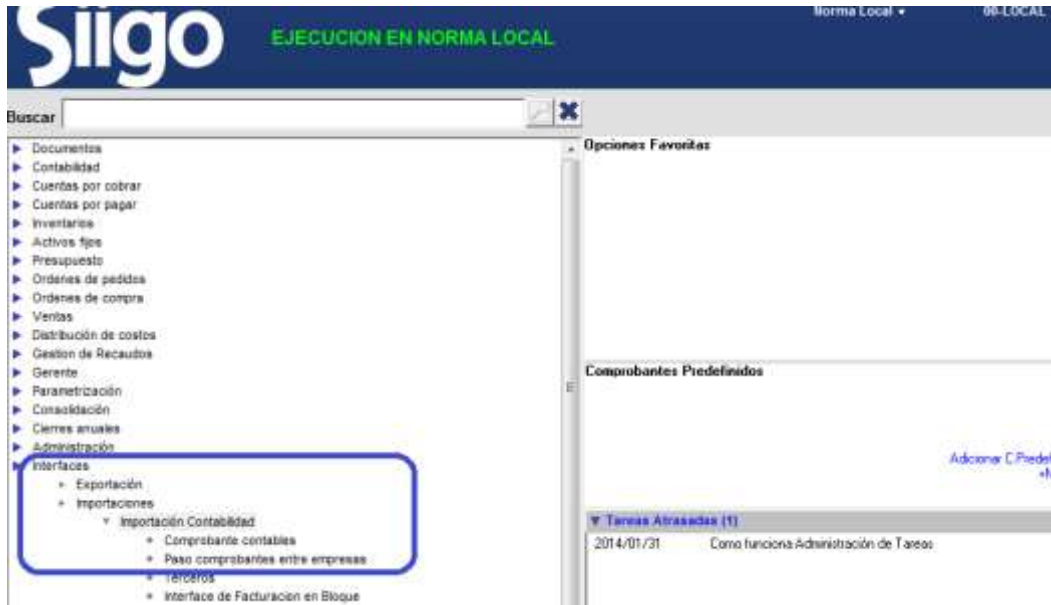 Siigo
EJECUCION EN NORMA LOCAL
Norma Local
00-LOCAL
Buscar
Documentos
Contabilidad
Cuentas por cobrar
Cuentas por pagar
Inventarios
Activos fijos
Presupuesto
Ordenes de pedidos
Ordenes de compra
Ventas
Distribución de costos
Gestion de Recaudos
Gerente
Parametrización
Consolidación
Cierres anuales
Administración
Interfaces
Exportación
Importaciones
Importación Contabilidad
Comprobante contables
Paso comprobantes entre empresas
Terceros
Interface de Facturacion en Bloque
Opciones Favoritas
Comprobantes Predefinidos
Adicionar C.Predef
Tareas Atrasadas (1)
2014/01/31 Como funciona Administración de Tareas